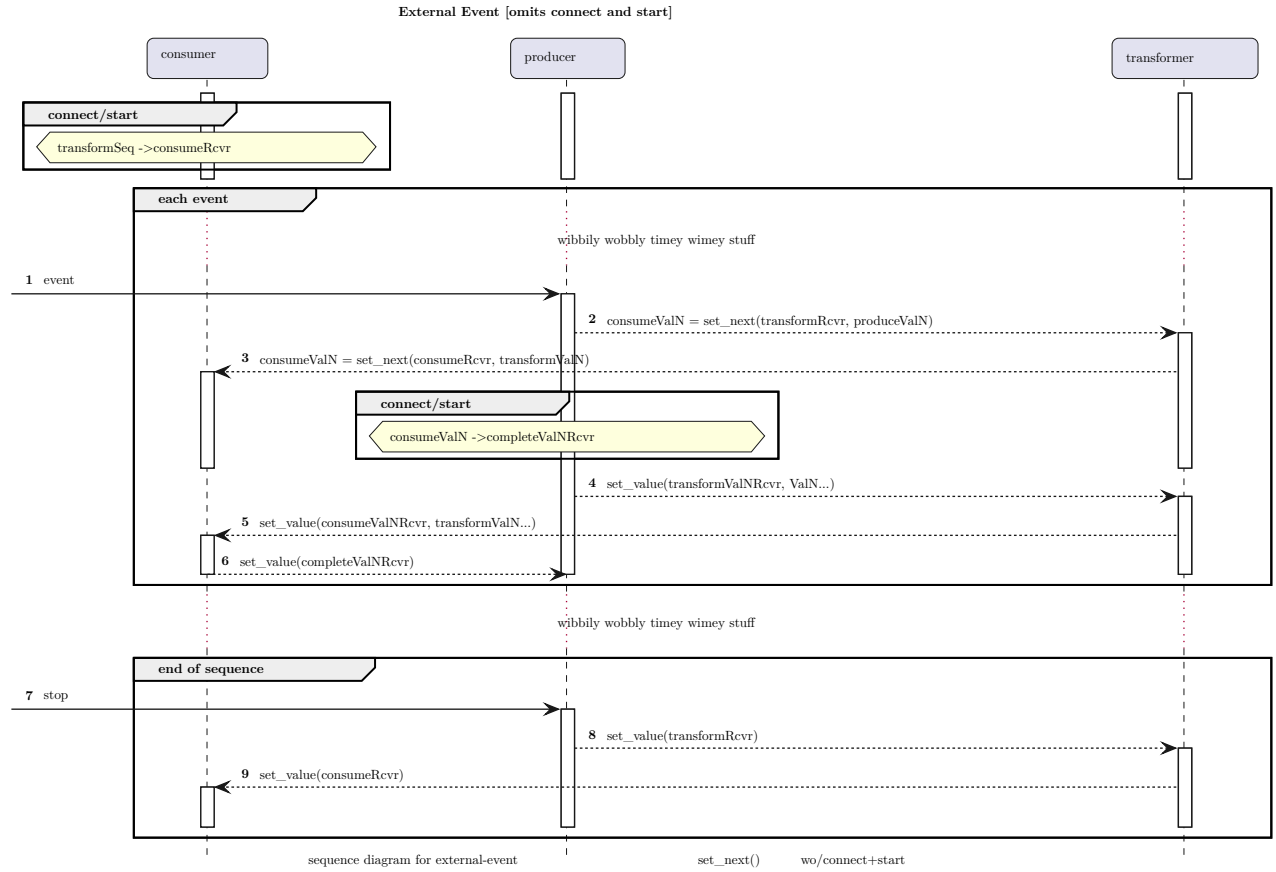 External Event [omits connect and start]
consumer
producer
transformer
connect/start
transformSeq ->consumeRcvr
each event
wibbily wobbly timey wimey stuff
1 event
2 consumeValN = set_next(transformRcvr, produceValN)
3 consumeValN = set_next(consumeRcvr, transformValN)
connect/start
consumeValN ->completeValNRcvr
4 set_value(transformValNRcvr, ValN...)
5 set_value(consumeValNRcvr, transformValN...)
6 set_value(completeValNRcvr)
wibbily wobbly timey wimey stuff
end of sequence
7 stop
8 set_value(transformRcvr)
9 set_value(consumeRcvr)
sequence diagram for external-event set_next() wo/connect+start